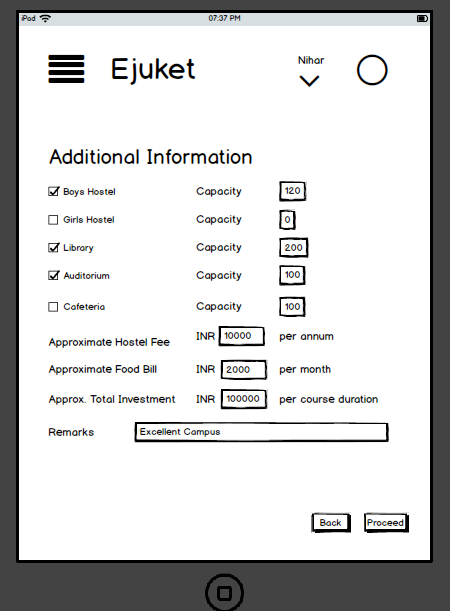 iPad 07:37 PM
Ejuket Nihar
Additional Information
Boys Hostel Capacity 120
Girls Hostel Capacity 0
Library Capacity 200
Auditorium Capacity 100
Cafeteria Capacity 100
Approximate Hostel Fee INR 10000 per annum
Approximate Food Bill INR 2000 per month
Approx. Total Investment INR 100000 per course duration
Remarks Excellent Campus
Back Proceed